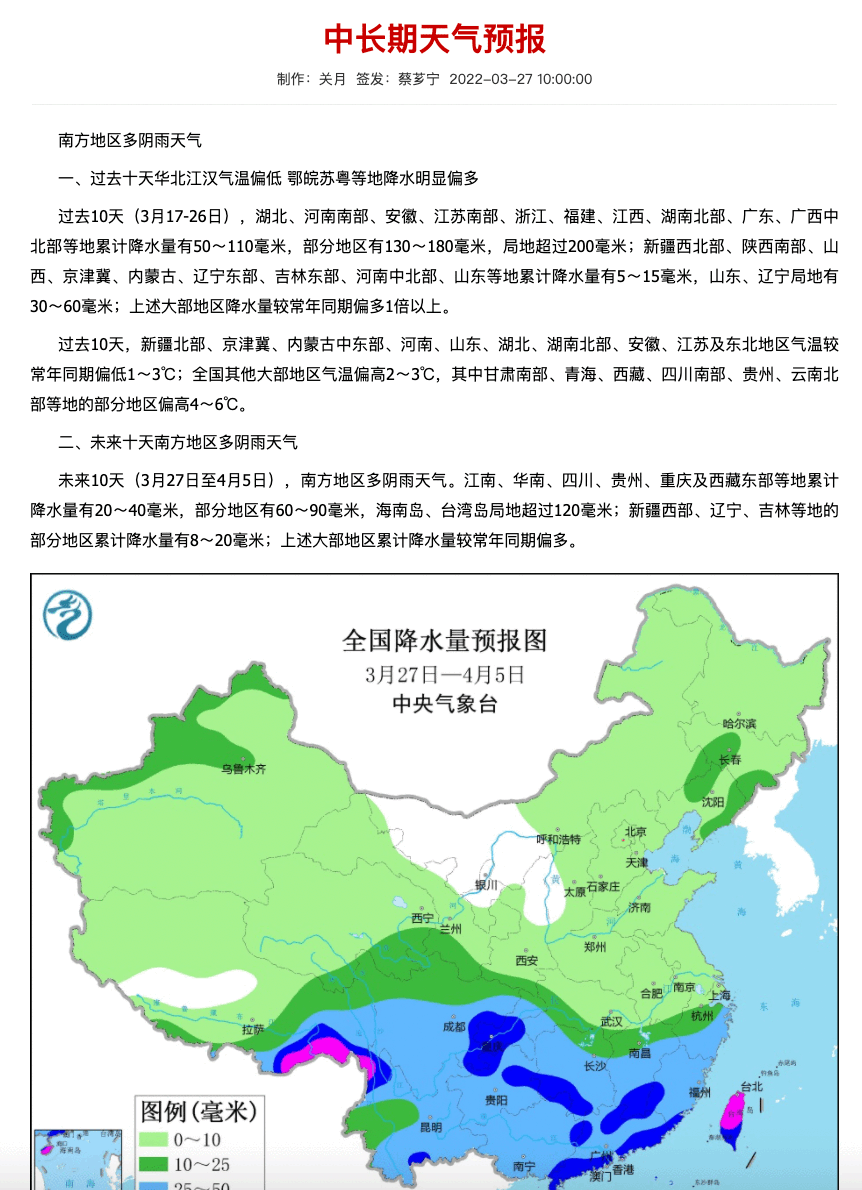 中长期天气预报
制作：关月 签发：蔡芗宁 2022-03-27 10:00:00
南方地区多阴雨天气
一、过去十天华北江汉气温偏低 鄂皖苏粤等地降水明显偏多
过去10天（3月17-26日），湖北、河南南部、安徽、江苏南部、浙江、福建、江西、湖南北部、广东、广西中
北部等地累计降水量有50～110毫米，部分地区有130～180毫米，局地超过200毫米；新疆西北部、陕西南部、山
西、京津冀、内蒙古、辽宁东部、吉林东部、河南中北部、山东等地累计降水量有5～15毫米，山东、辽宁局地有
30～60毫米；上述大部地区降水量较常年同期偏多1倍以上。
过去10天，新疆北部、京津冀、内蒙古中东部、河南、山东、湖北、湖南北部、安徽、江苏及东北地区气温较
常年同期偏低1～3℃；全国其他大部地区气温偏高2～3℃，其中甘肃南部、青海、西藏、四川南部、贵州、云南北
部等地的部分地区偏高4～6℃。
二、未来十天南方地区多阴雨天气
未来10天（3月27日至4月5日），南方地区多阴雨天气。江南、华南、四川、贵州、重庆及西藏东部等地累计
降水量有20～40毫米，部分地区有60～90毫米，海南岛、台湾岛局地超过120毫米；新疆西部、辽宁、吉林等地的
部分地区累计降水量有8～20毫米；上述大部地区累计降水量较常年同期偏多。
全国降水量预报图
3月27日—4月5日
中央气象台
哈尔滨
长春
乌鲁木齐
沈阳
呼和浩特
北京
天津
渤
海
黄
海
银川
太原
石家庄
济南
西宁
兰州
黄
河
郑州
西安
合肥
南京
上海
东 海
拉萨
成都
武汉
杭州
重庆
长沙
南昌
贵阳
福州
台北
钓鱼岛
赤尾屿
昆明
广州
南宁
香港
澳门
图例(毫米)
0～10
10～25
25～50
海南岛
南 海